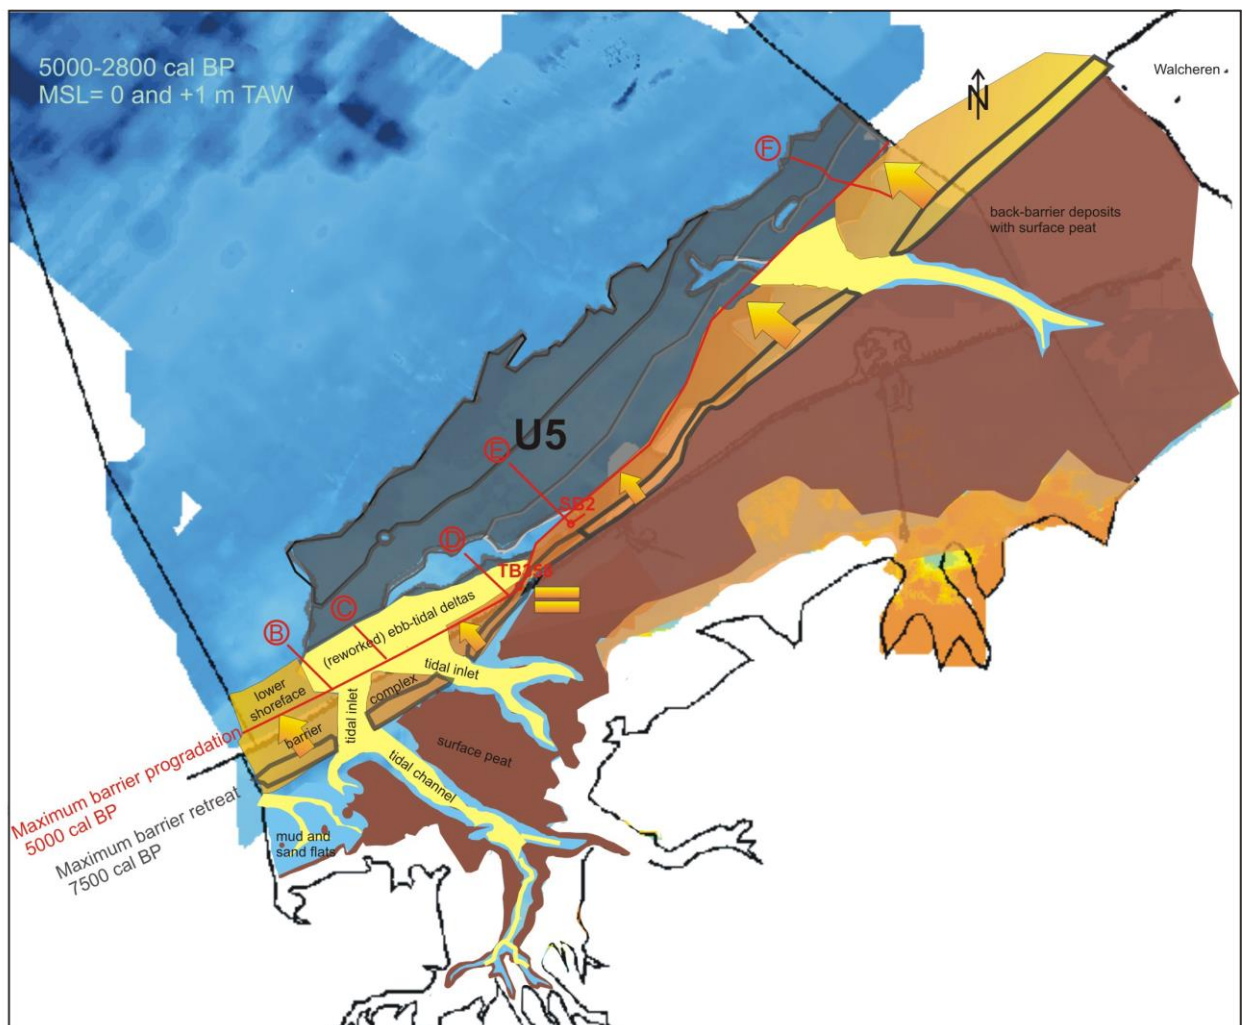 5000-2800 cal BP
MSL= 0 and +1 m TAW
Walcheren
N
F
back-barrier deposits
with surface peat
U5
E
SB2
D
C
B
(reworked) ebb-tidal deltas
tidal inlet
lower
shoreface
complex
tidal inlet
barrier
surface peat
tidal channel
Maximum barrier progradation
5000 cal BP
Maximum barrier retreat
7500 cal BP
mud and
sand flats